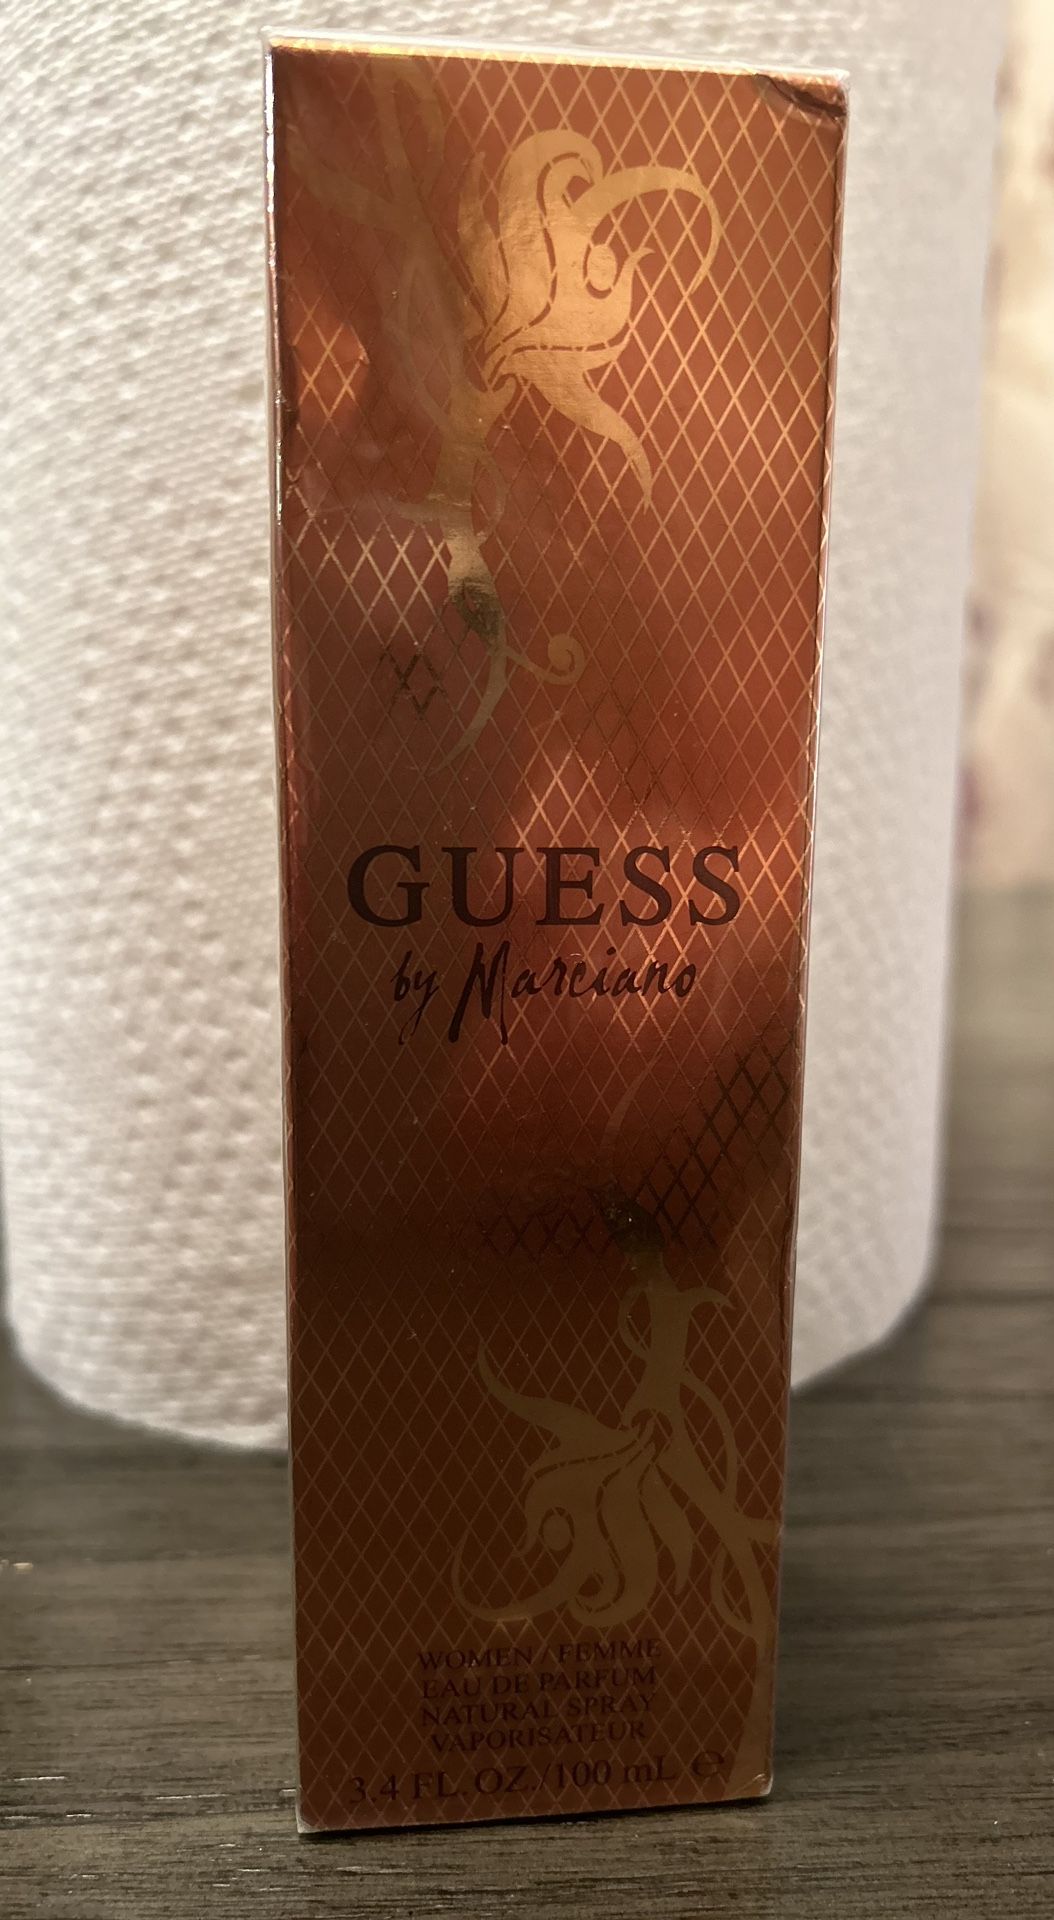 GUESS
by Marciano
WOMEN / FEMME
EAU DE PARFUM
NATURAL SPRAY
VAPORISATEUR
3.4 FL. OZ./100 mL ℮